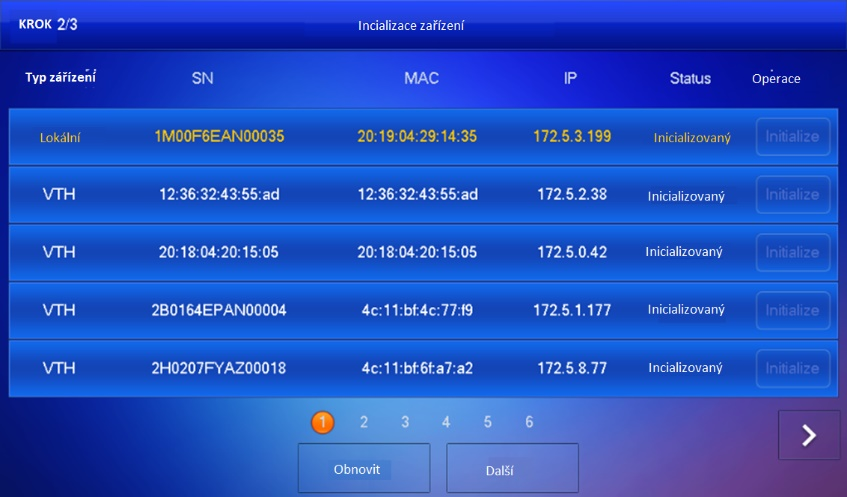 KROK 2/3
Incializace zařízení
Typ zářízení SN MAC IP Status Operace
Lokální 1M00F6EAN00035 20:19:04:29:14:35 172.5.3.199 Inicializovaný Initialize
VTH 12:36:32:43:55:ad 12:36:32:43:55:ad 172.5.2.38 Inicializovaný Initialize
VTH 20:18:04:20:15:05 20:18:04:20:15:05 172.5.0.42 Inicializovaný Initialize
VTH 2B0164EPAN00004 4c:11:bf:4c:77:f9 172.5.1.177 Inicializovaný Initialize
VTH 2H0207FYAZ00018 4c:11:bf:6f:a7:a2 172.5.8.77 Incializovaný Initialize
1 2 3 4 5 6
Obnovit Další